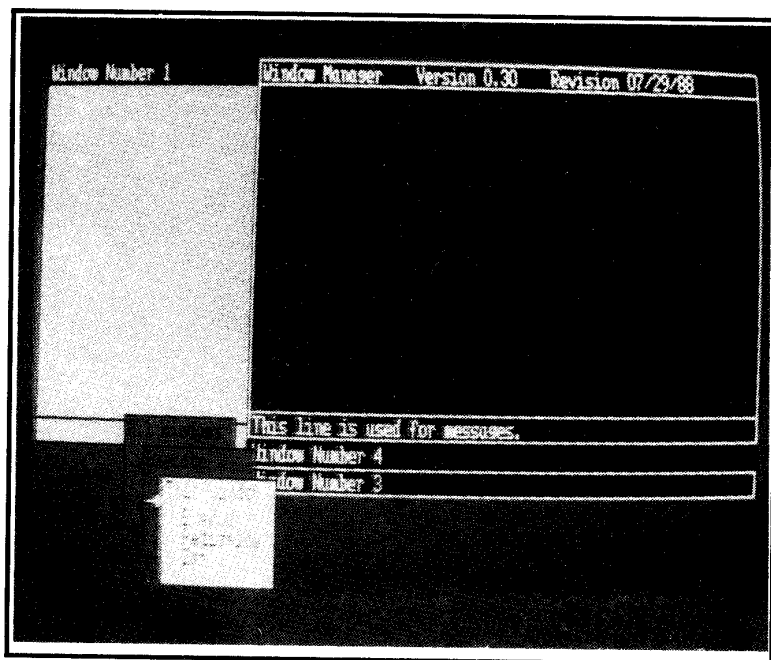 Window Number 1
Window Manager Version 0.30 Revision 07/29/88
This line is used for messages.
Window Number 4
Window Number 3